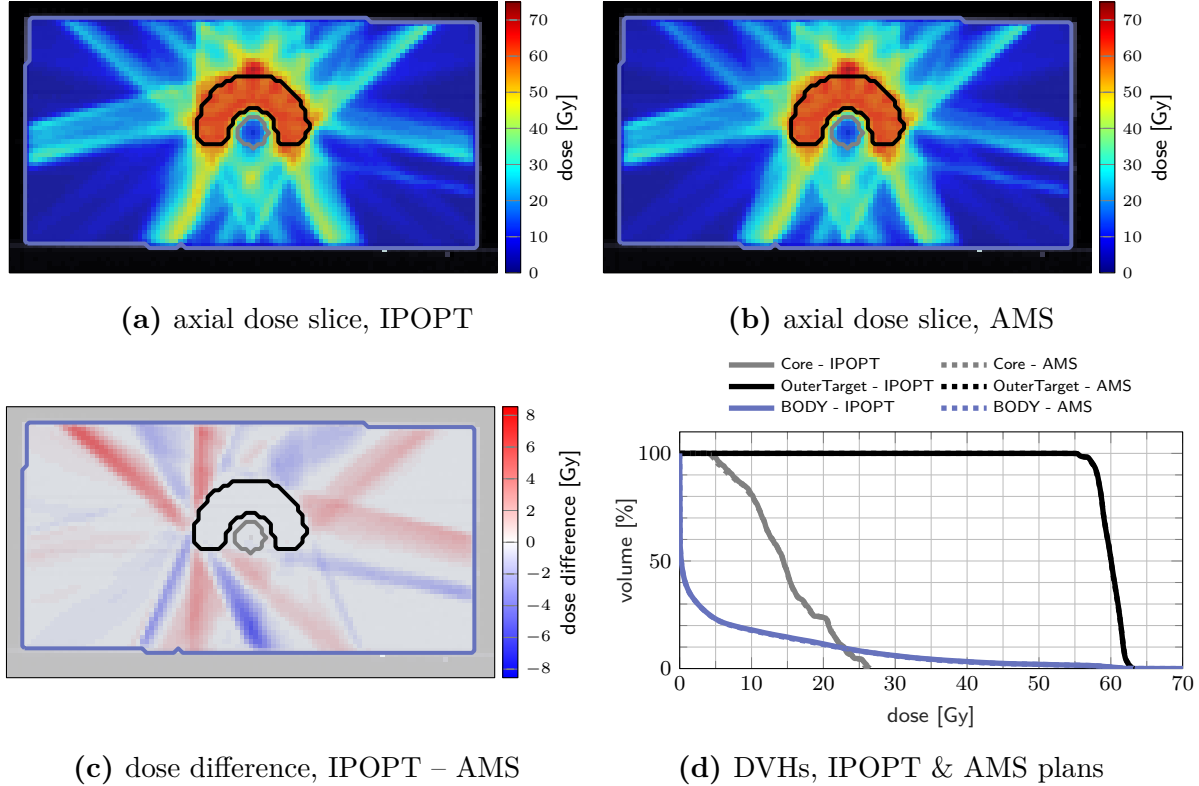 70
60
50
40
30
20
10
0
dose [Gy]
(a) axial dose slice, IPOPT
70
60
50
40
30
20
10
0
dose [Gy]
(b) axial dose slice, AMS
8
6
4
2
0
−2
−4
−6
−8
dose difference [Gy]
(c) dose difference, IPOPT – AMS
Core - IPOPT Core - AMS
OuterTarget - IPOPT OuterTarget - AMS
BODY - IPOPT BODY - AMS
100
50
0
volume [%]
0 10 20 30 40 50 60 70
dose [Gy]
(d) DVHs, IPOPT & AMS plans